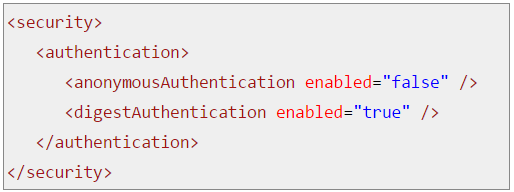 <security>
<authentication>
<anonymousAuthentication enabled="false" />
<digestAuthentication enabled="true" />
</authentication>
</security>